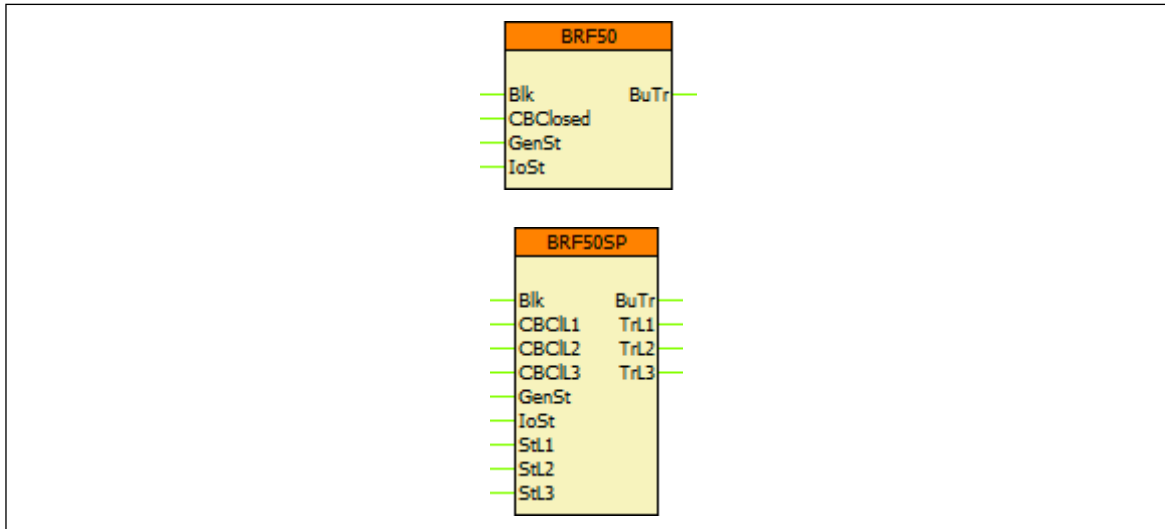 BRF50
Blk BuTr
CBClosed
GenSt
IoSt
BRF50SP
Blk BuTr
CBClL1 TrL1
CBClL2 TrL2
CBClL3 TrL3
GenSt
IoSt
StL1
StL2
StL3